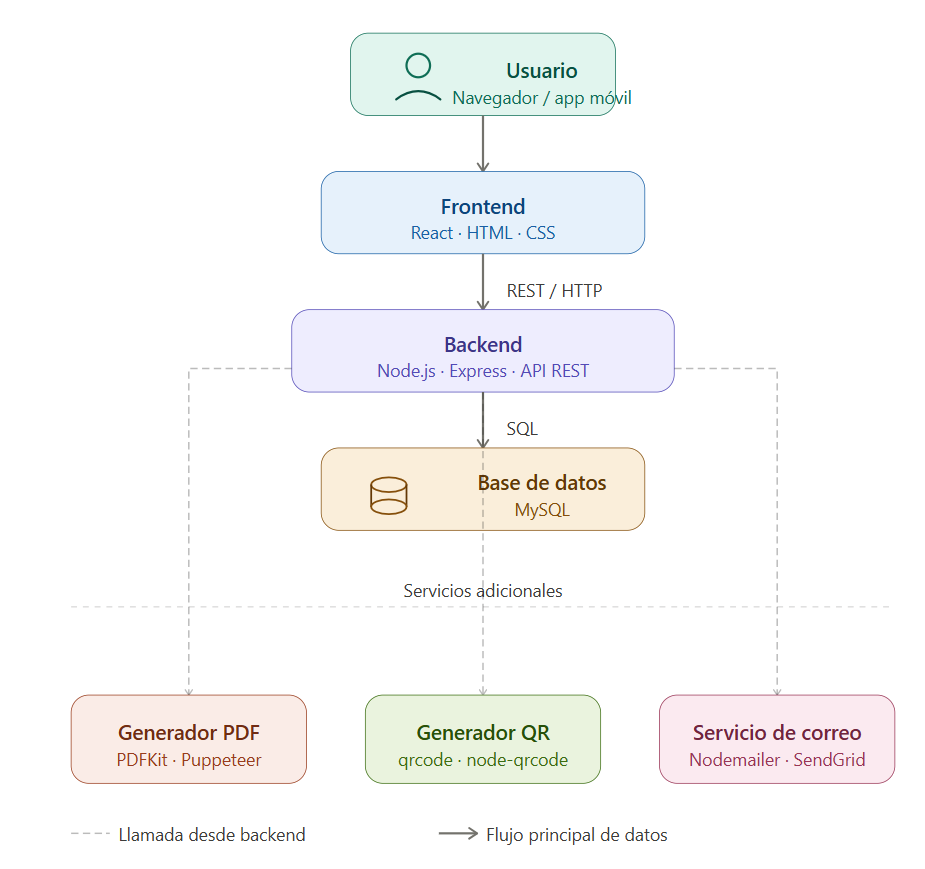 Usuario
Navegador / app móvil
Frontend
React · HTML · CSS
REST / HTTP
Backend
Node.js · Express · API REST
SQL
Base de datos
MySQL
Servicios adicionales
Generador PDF
PDFKit · Puppeteer
Generador QR
qrcode · node-qrcode
Servicio de correo
Nodemailer · SendGrid
Llamada desde backend
Flujo principal de datos